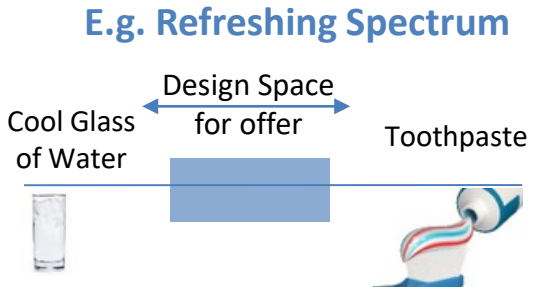 E.g. Refreshing Spectrum
Design Space
for offer
Cool Glass
of Water
Toothpaste